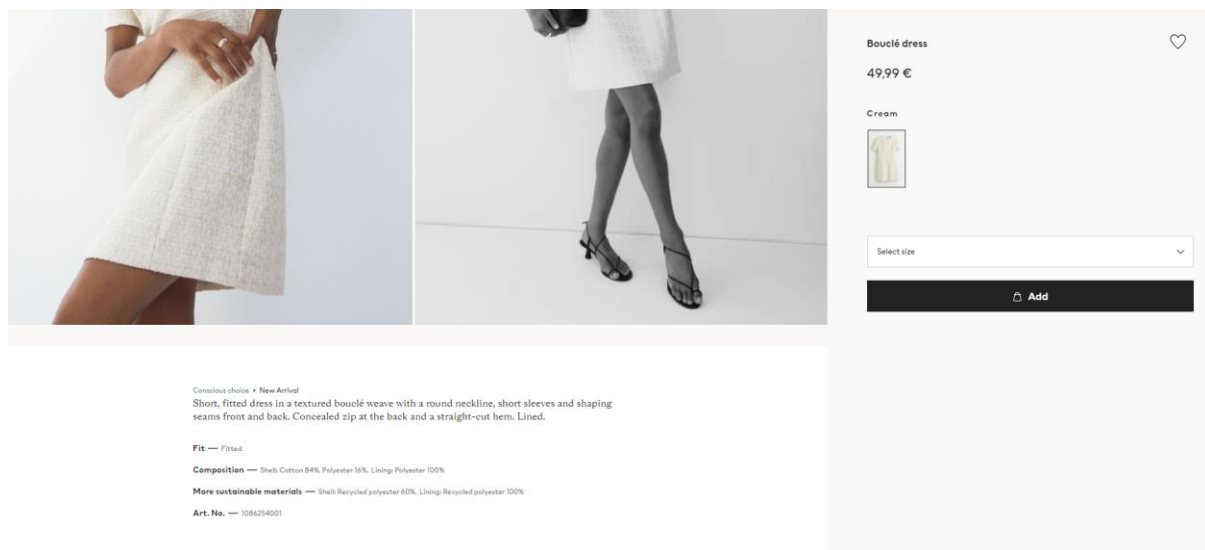 Bouclé dress
49,99 €
Cream
Select size
Add
Conscious choice • New Arrival
Short, fitted dress in a textured bouclé weave with a round neckline, short sleeves and shaping
seams front and back. Concealed zip at the back and a straight-cut hem. Lined.
Fit — Fitted
Composition — Shell: Cotton 84%, Polyester 16%, Lining: Polyester 100%
More sustainable materials — Shell: Recycled polyester 60%, Lining: Recycled polyester 100%
Art. No. — 1086254001